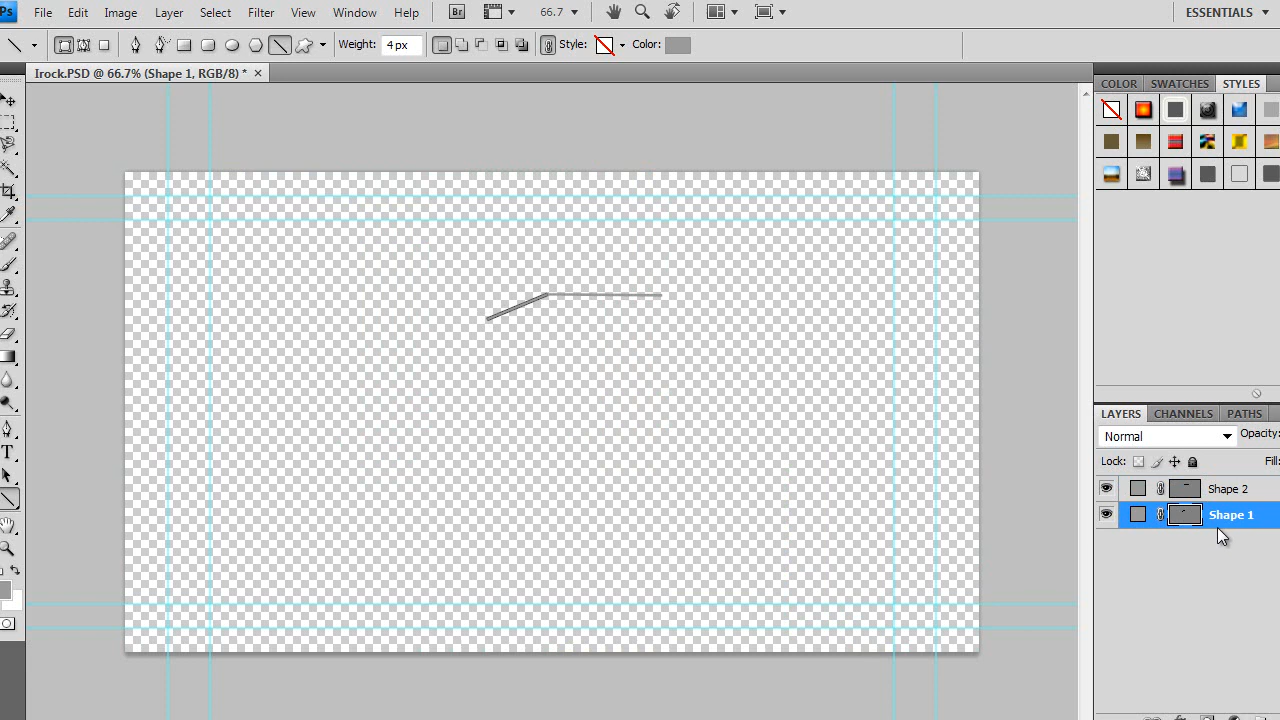 Ps File Edit Image Layer Select Filter View Window Help Br 66.7 ESSENTIALS
Weight: 4 px Style: Color:
Irock.PSD @ 66.7% (Shape 1, RGB/8) * ×
COLOR SWATCHES STYLES
LAYERS CHANNELS PATHS
Normal Opacity:
Lock: Fill:
Shape 2
Shape 1
T